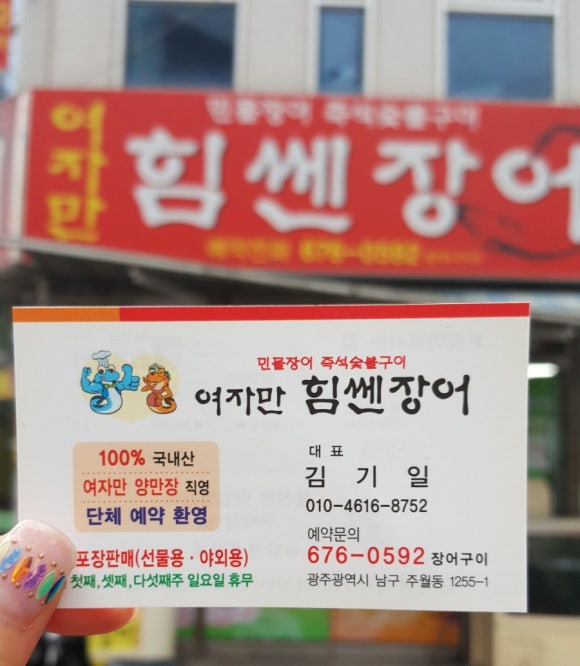 여자만
민물장어 즉석숯불구이
힘쎈장어
예약전화 676-0592
민물장어 즉석숯불구이
여자만 힘쎈장어
100% 국내산
여자만 양만장 직영
단체 예약 환영
포장판매(선물용·야외용)
첫째,셋째,다섯째주 일요일 휴무
대표
김기일
010-4616-8752
예약문의
676-0592 장어구이
광주광역시 남구 주월동 1255-1